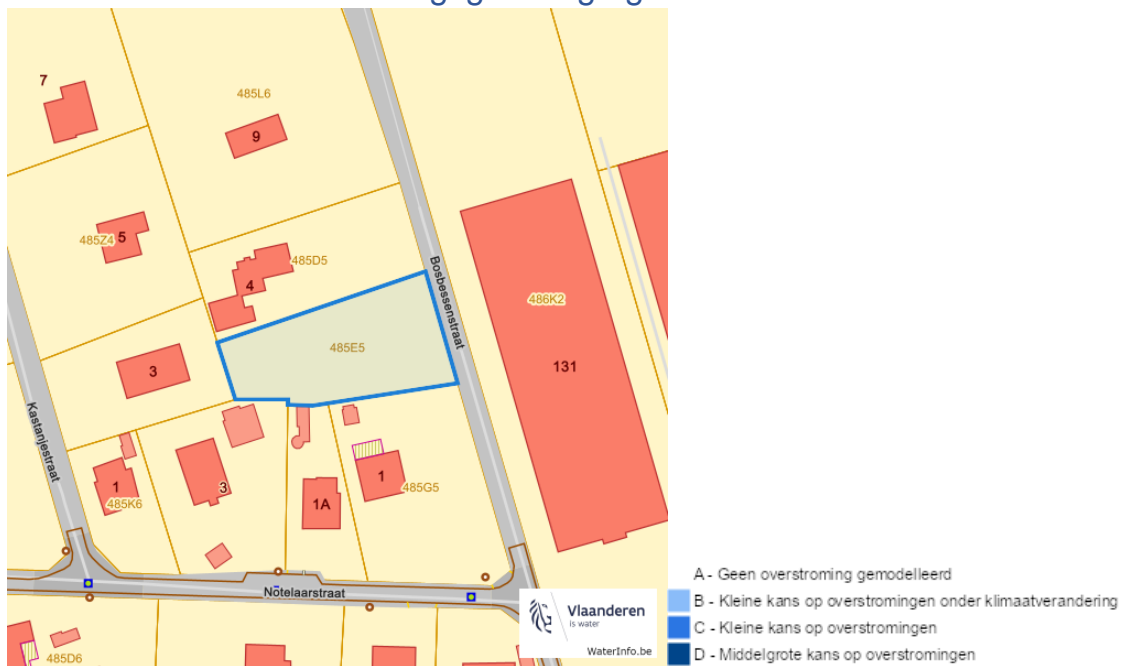 7
485L6
9
485Z4
5
485D5
4
Bosbessenstraat
486K2
485E5
131
3
Kastanjestraat
1
485K6
3
1A
1
485G5
Notelaarstraat
Vlaanderen
is water
WaterInfo.be
485D6
A - Geen overstroming gemodelleerd
B - Kleine kans op overstromingen onder klimaatverandering
C - Kleine kans op overstromingen
D - Middelgrote kans op overstromingen